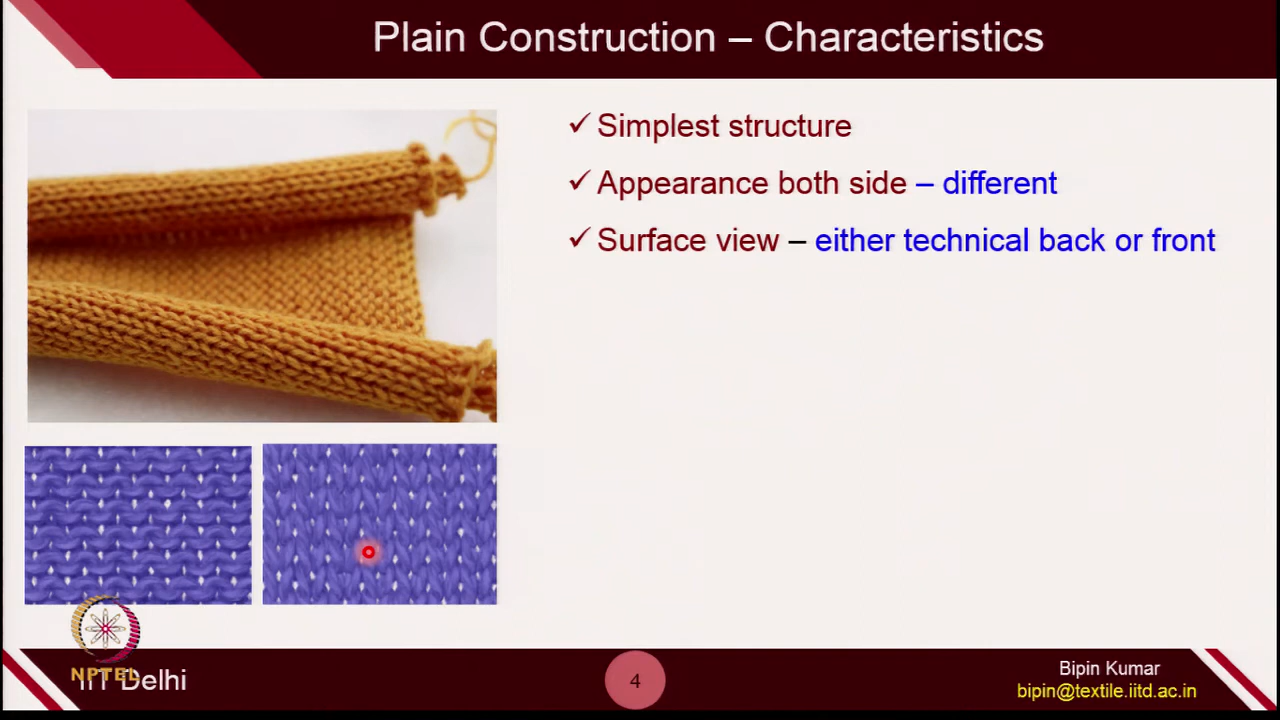 Plain Construction – Characteristics
✓ Simplest structure
✓ Appearance both side – different
✓ Surface view – either technical back or front
NPTEL
IIT Delhi
4
Bipin Kumar
bipin@textile.iitd.ac.in